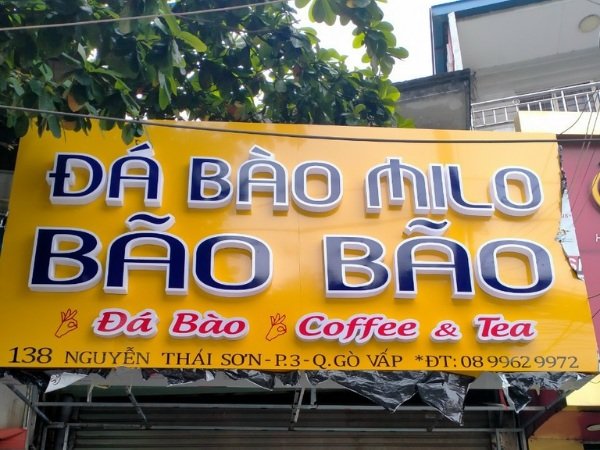 ĐÁ BÀO MILO
BÃO BÃO
Đá Bào Coffee & Tea
138 NGUYỄN THÁI SƠN-P.3-Q.GÒ VẤP *ĐT: 08 9962 9972